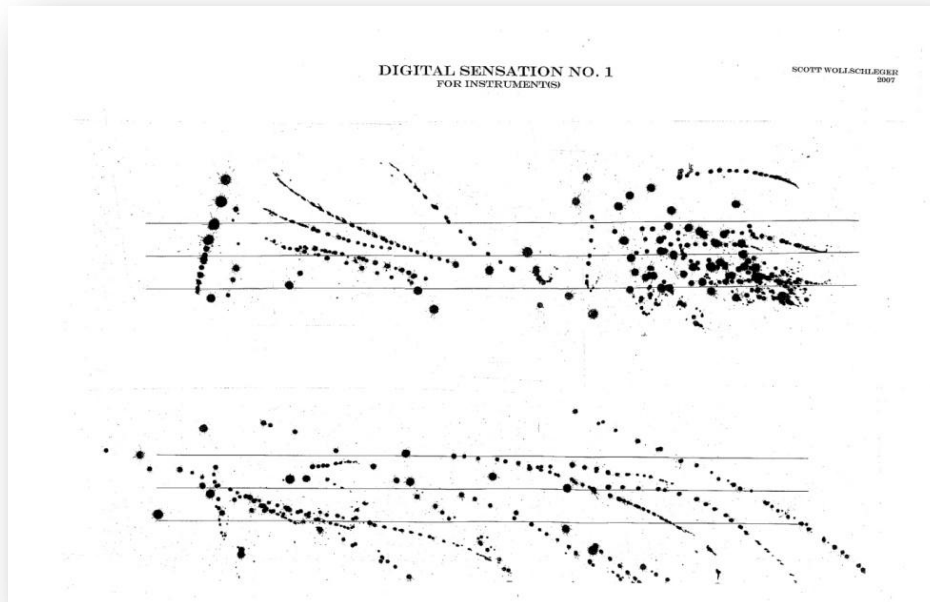 DIGITAL SENSATION NO. 1
FOR INSTRUMENT(S)
SCOTT WOLLSCHLEGER
2007